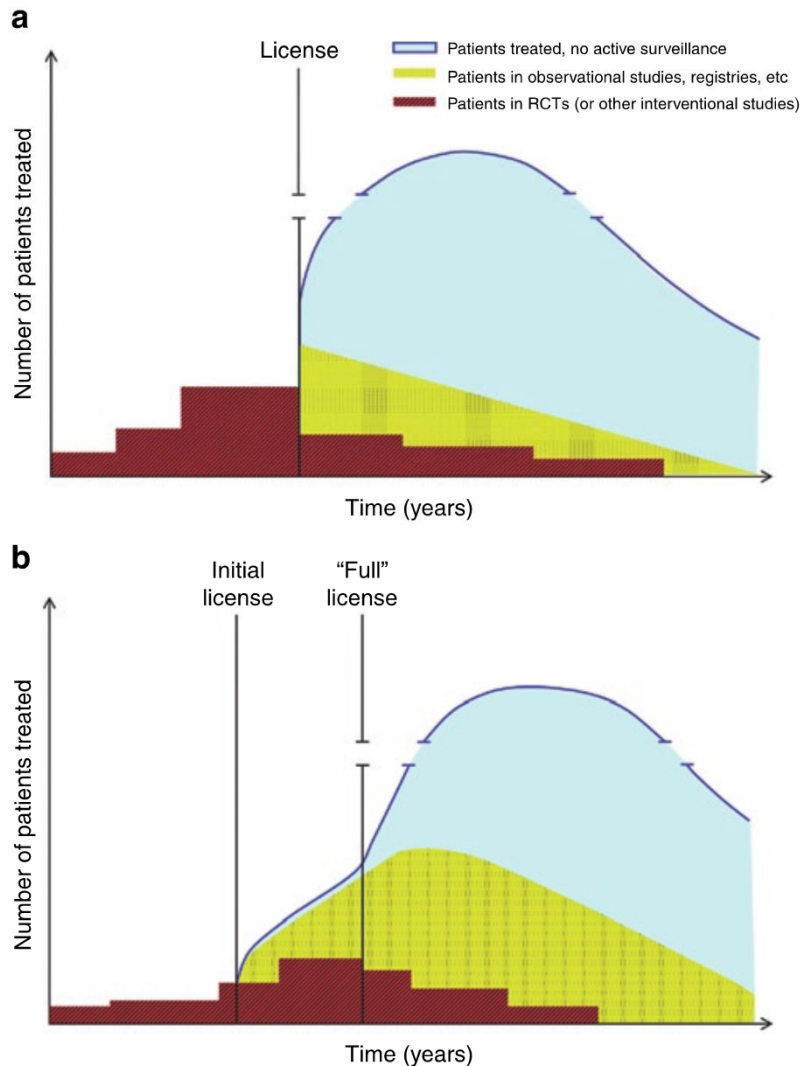 a
License
Patients treated, no active surveillance
Patients in observational studies, registries, etc
Patients in RCTs (or other interventional studies)
Number of patients treated
Time (years)
b
Initial
license
“Full”
license
Number of patients treated
Time (years)